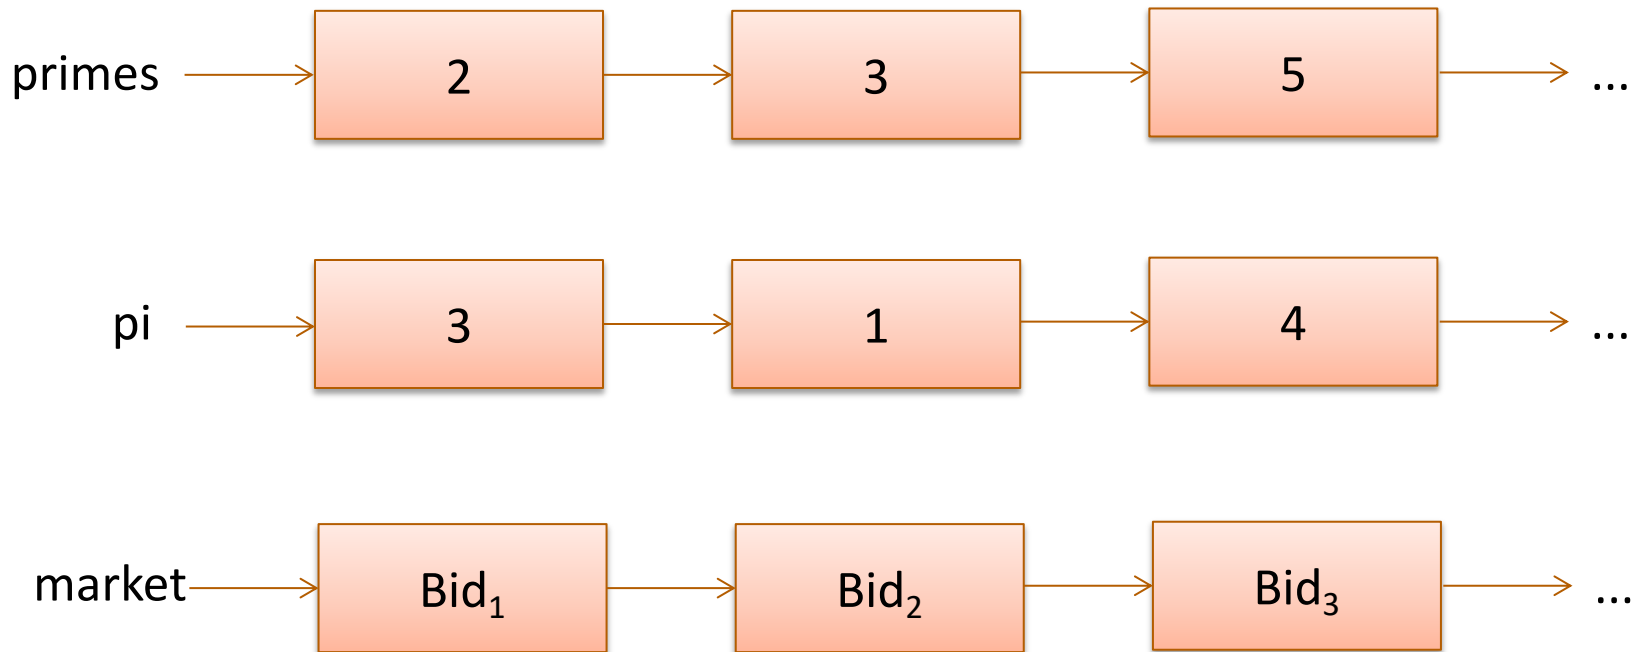 primes 2 3 5 ...
pi 3 1 4 ...
market Bid₁ Bid₂ Bid₃ ...